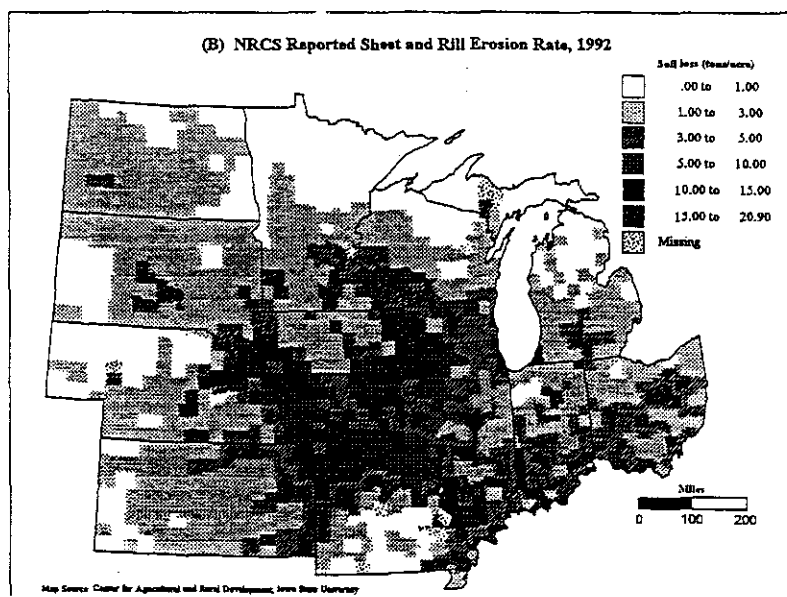 (B) NRCS Reported Sheet and Rill Erosion Rate, 1992
Soil loss (tons/acre)
.00 to 1.00
1.00 to 3.00
3.00 to 5.00
5.00 to 10.00
10.00 to 15.00
15.00 to 20.90
Missing
Miles
0 100 200
Map Source: Center for Agricultural and Rural Development, Iowa State University